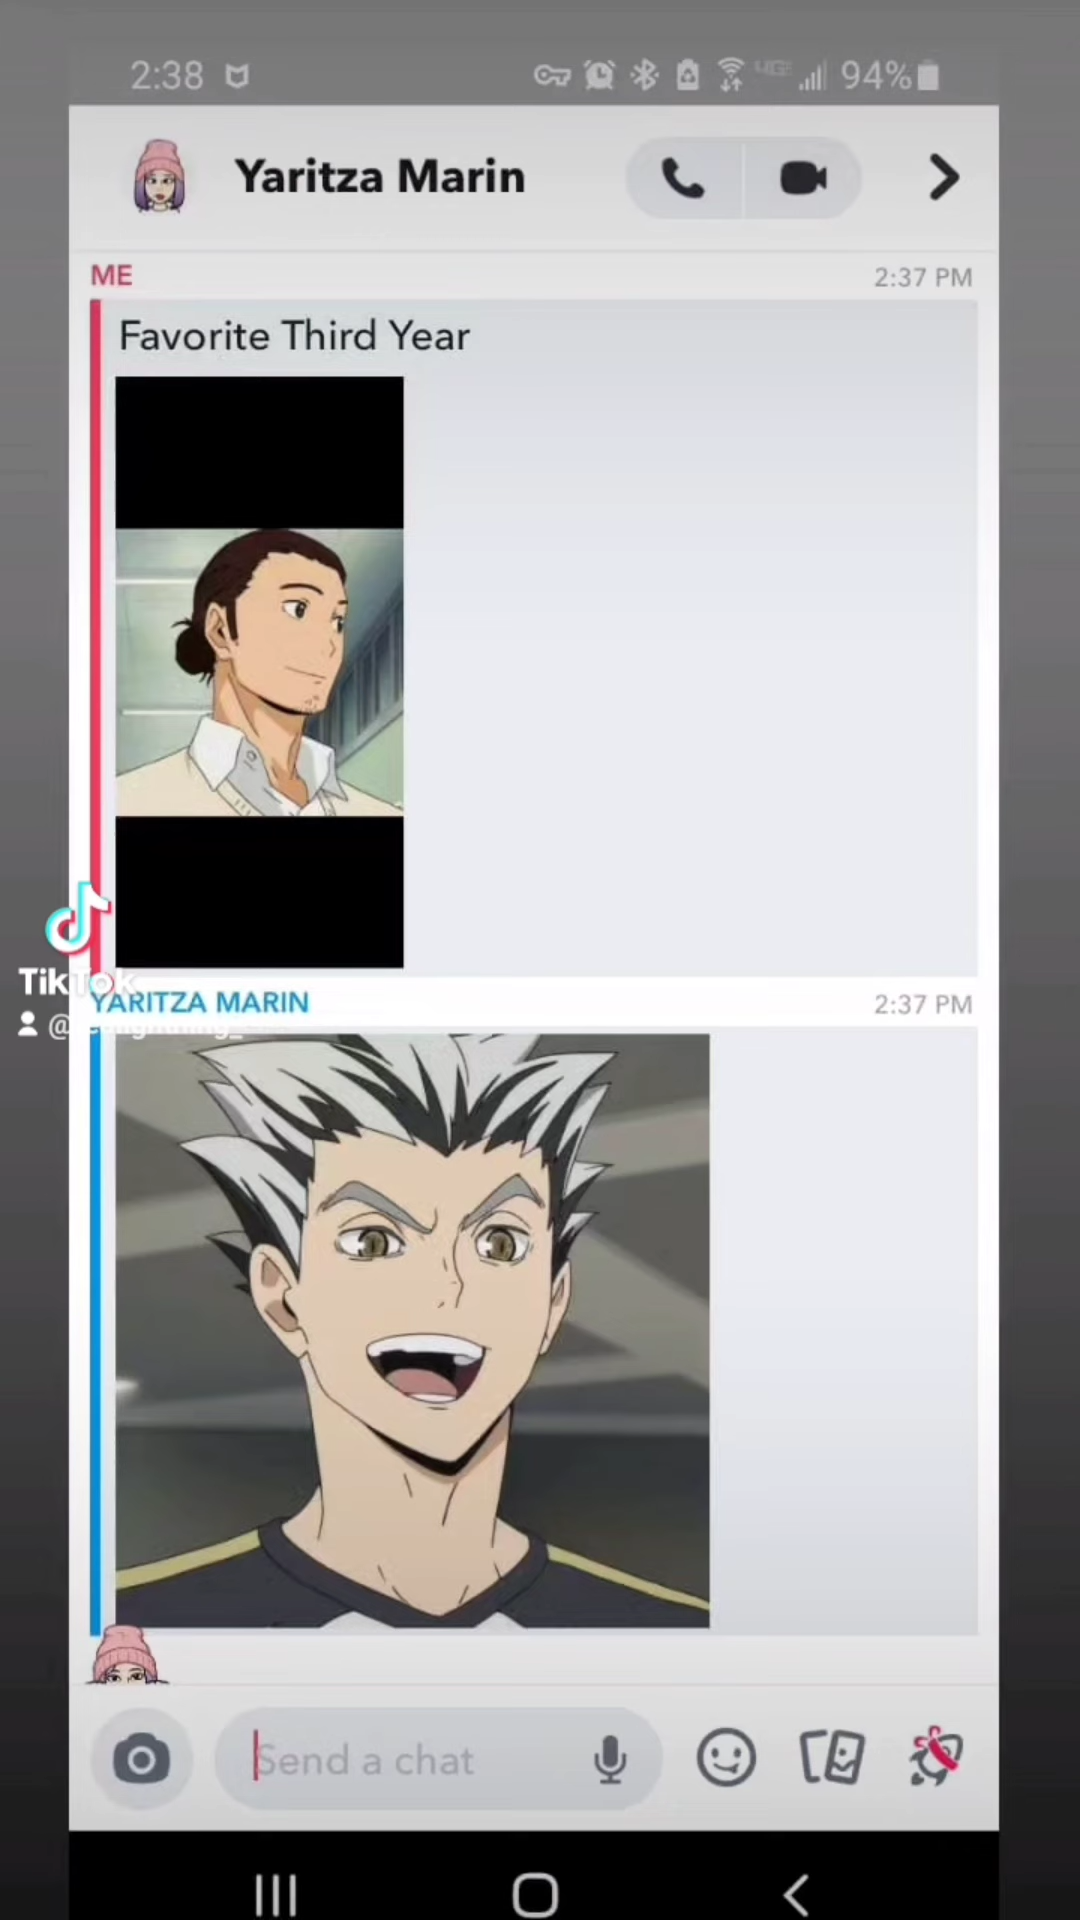 2:38
94%
Yaritza Marin
ME
2:37 PM
Favorite Third Year
TikTok
YARITZA MARIN
2:37 PM
Send a chat